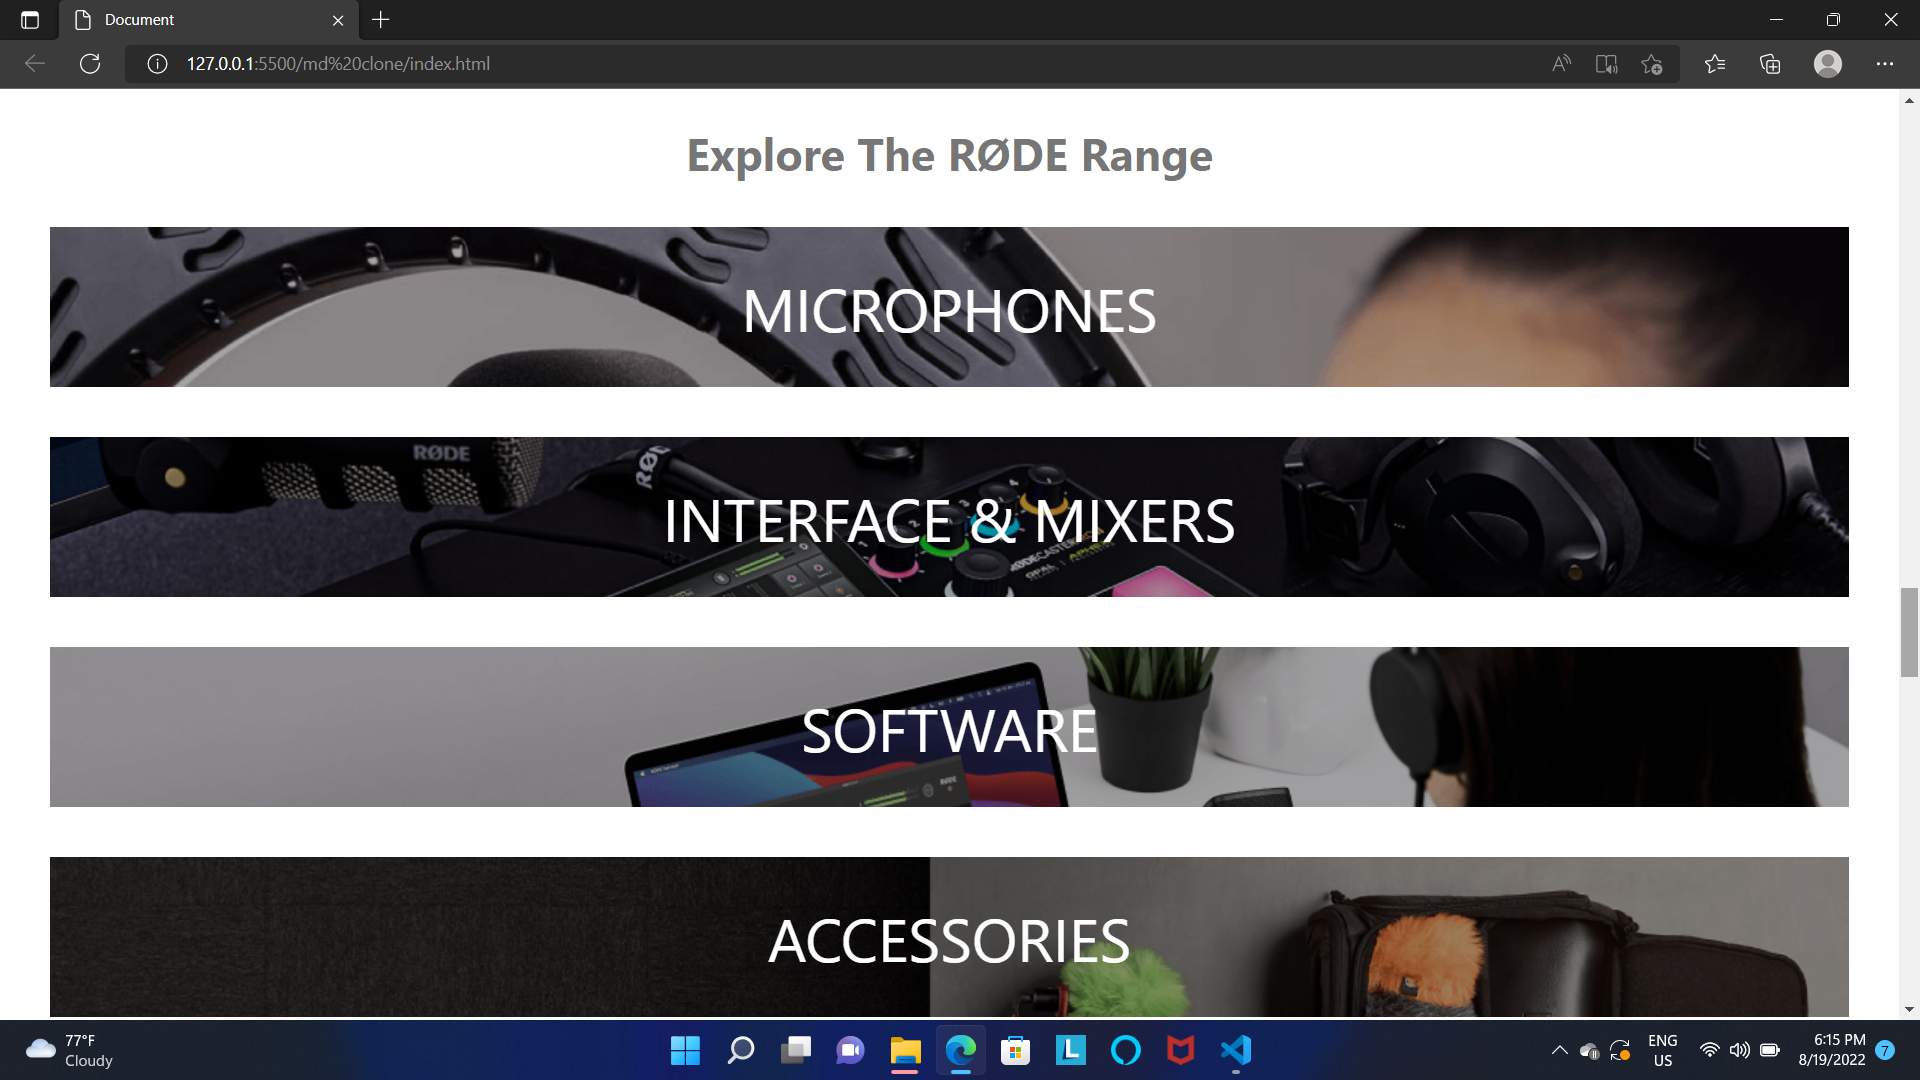 Document
127.0.0.1:5500/md%20clone/index.html
Explore The RØDE Range
MICROPHONES
RØDE
INTERFACE & MIXERS
SOFTWARE
ACCESSORIES
77°F
Cloudy
ENG
US
6:15 PM
8/19/2022
7